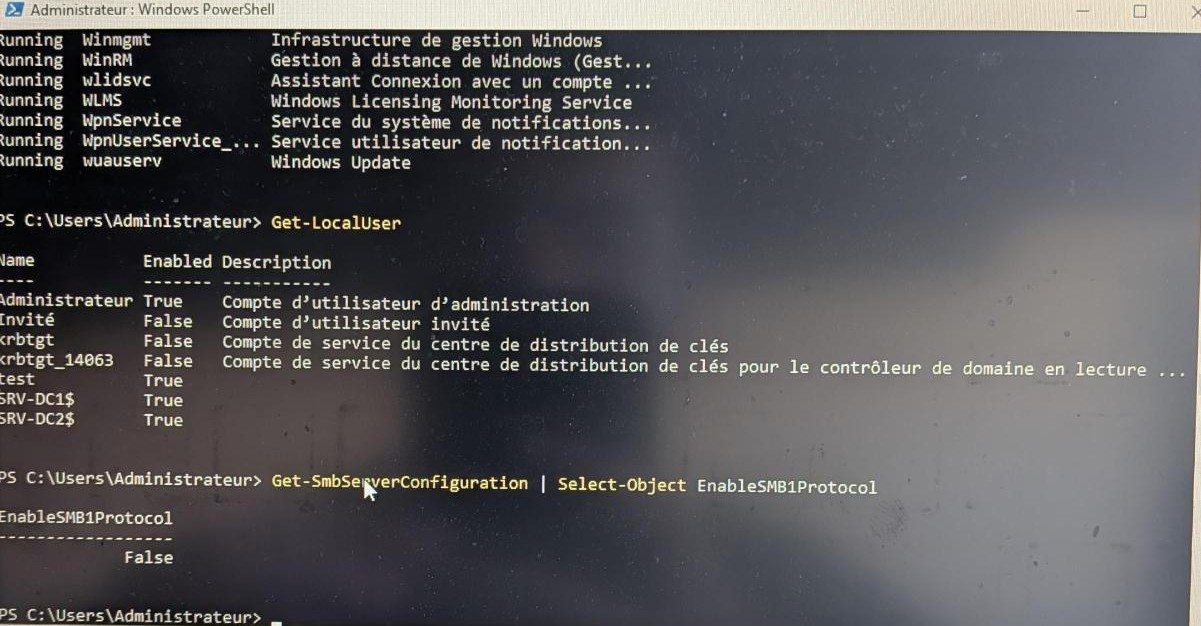 Administrateur : Windows PowerShell
Running Winmgmt Infrastructure de gestion Windows
Running WinRM Gestion à distance de Windows (Gest...
Running wlidsvc Assistant Connexion avec un compte ...
Running WLMS Windows Licensing Monitoring Service
Running WpnService Service du système de notifications...
Running WpnUserService_... Service utilisateur de notification...
Running wuauserv Windows Update
PS C:\Users\Administrateur> Get-LocalUser
Name Enabled Description
---- ------- -----------
Administrateur True Compte d'utilisateur d'administration
Invité False Compte d'utilisateur invité
krbtgt False Compte de service du centre de distribution de clés
krbtgt_14063 False Compte de service du centre de distribution de clés pour le contrôleur de domaine en lecture ...
test True
SRV-DC1$ True
SRV-DC2$ True
PS C:\Users\Administrateur> Get-SmbServerConfiguration | Select-Object EnableSMB1Protocol
EnableSMB1Protocol
------------------
False
PS C:\Users\Administrateur>